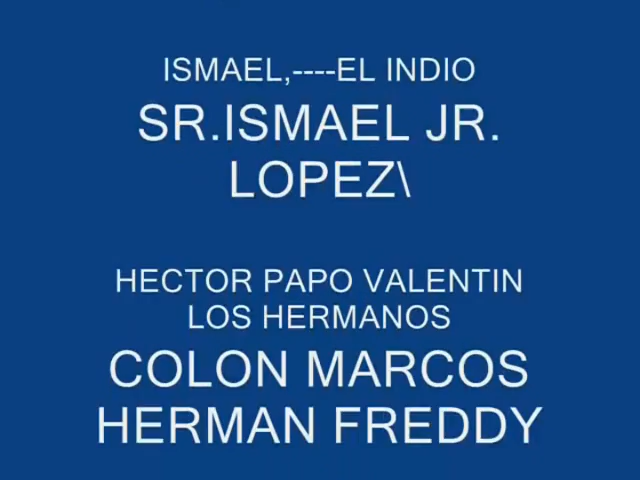 ISMAEL,----EL INDIO
SR.ISMAEL JR.
LOPEZ\
HECTOR PAPO VALENTIN
LOS HERMANOS
COLON MARCOS
HERMAN FREDDY